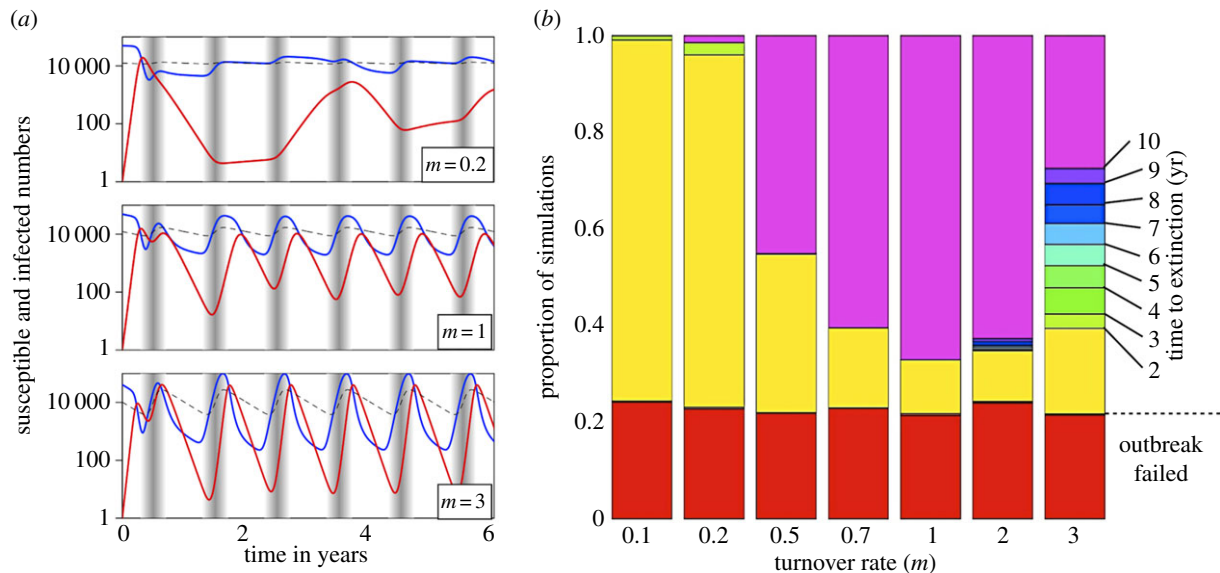 (a)
susceptible and infected numbers
10 000
100
1
m = 0.2
10 000
100
1
m = 1
10 000
100
1
m = 3
0 2 4 6
time in years
(b)
proportion of simulations
1.0
0.8
0.6
0.4
0.2
0
0.1 0.2 0.5 0.7 1 2 3
turnover rate (m)
10
9
8
7
6
5
4
3
2
time to extinction (yr)
outbreak
failed